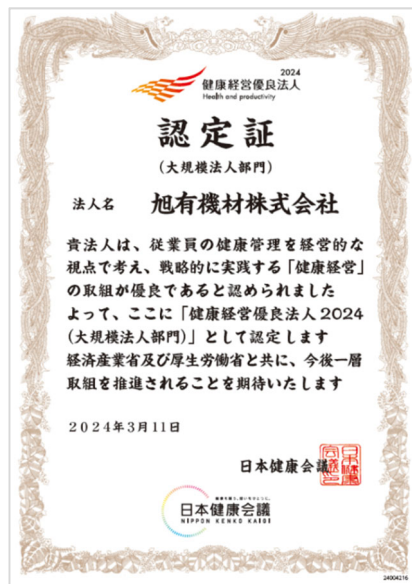 2024
健康経営優良法人
Health and productivity
認定証
(大規模法人部門)
法人名 旭有機材株式会社
貴法人は、従業員の健康管理を経営的な
視点で考え、戦略的に実践する「健康経営」
の取組が優良であると認められました
よって、ここに「健康経営優良法人2024
(大規模法人部門)」として認定します
経済産業省及び厚生労働省と共に、今後一層
取組を推進されることを期待いたします
2024年3月11日
日本健康会議
日本健康会議
NIPPON KENKO KAIGI
24004216